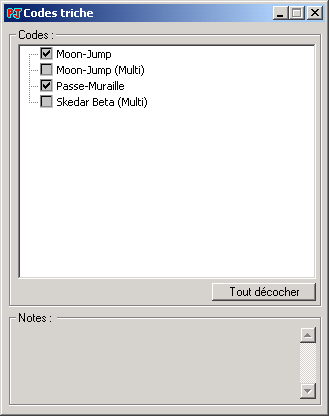 Codes triche
Codes :
Moon-Jump
Moon-Jump (Multi)
Passe-Muraille
Skedar Beta (Multi)
Tout décocher
Notes :